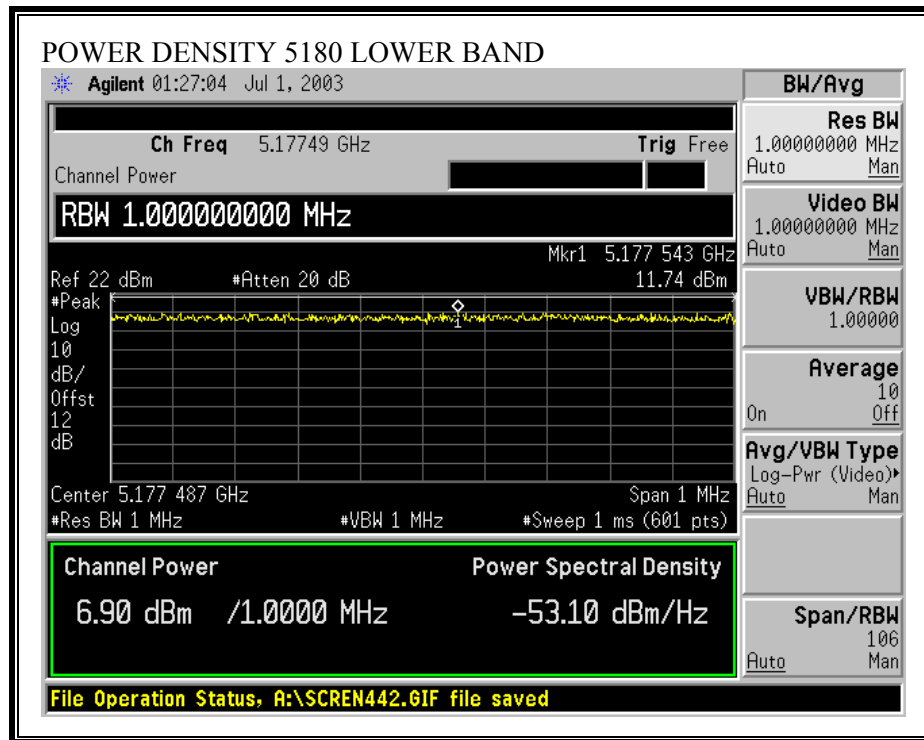 POWER DENSITY 5180 LOWER BAND
Agilent 01:27:04 Jul 1, 2003
BW/Avg
Ch Freq 5.17749 GHz
Trig Free
Channel Power
RBW 1.000000000 MHz
Mkr1 5.177 543 GHz
Ref 22 dBm #Atten 20 dB 11.74 dBm
#Peak
Log
10
dB/
Offst
12
dB
1
Center 5.177 487 GHz
Span 1 MHz
#Res BW 1 MHz #VBW 1 MHz #Sweep 1 ms (601 pts)
Channel Power
Power Spectral Density
6.90 dBm /1.0000 MHz
-53.10 dBm/Hz
Res BW
1.00000000 MHz
Auto Man
Video BW
1.00000000 MHz
Auto Man
VBW/RBW
1.00000
Average
10
On Off
Avg/VBW Type
Log-Pwr (Video)
Auto Man
Span/RBW
106
Auto Man
File Operation Status, A:\SCREN442.GIF file saved